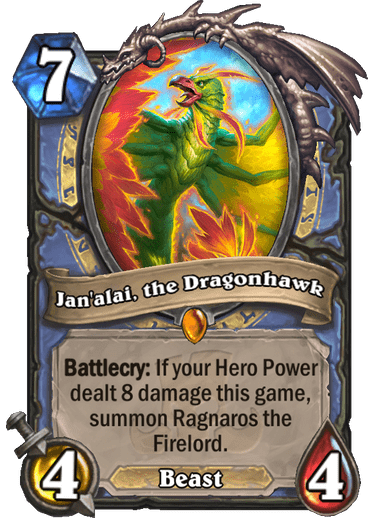 7
Jan'alai, the Dragonhawk
Battlecry: If your Hero Power
dealt 8 damage this game,
summon Ragnaros the
Firelord.
4
Beast
4